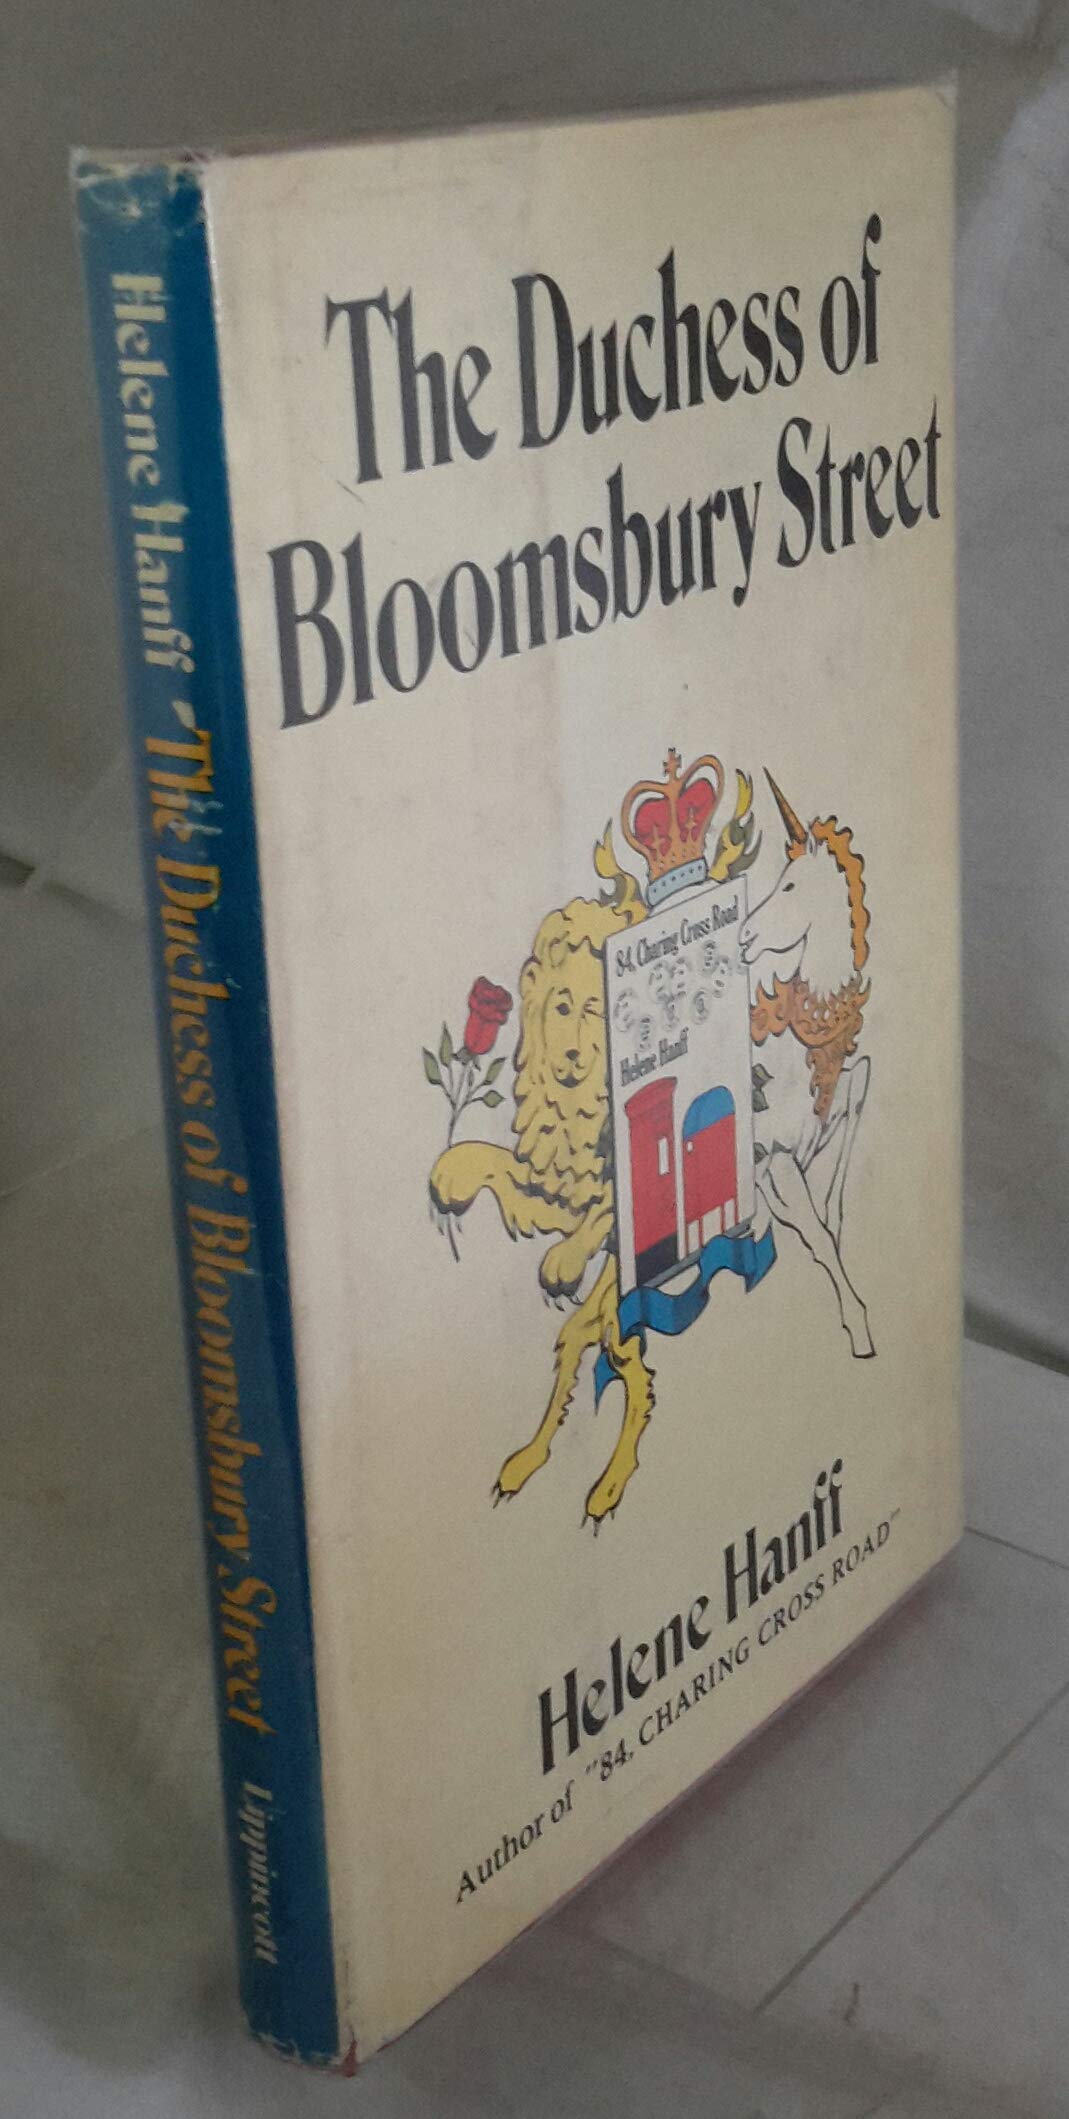 The Duchess of
Bloomsbury Street
84, Charing Cross Road
Helene Hanff
Helene Hanff
Author of "84, CHARING CROSS ROAD"
Helene Hanff - The Duchess of Bloomsbury Street Lippincott